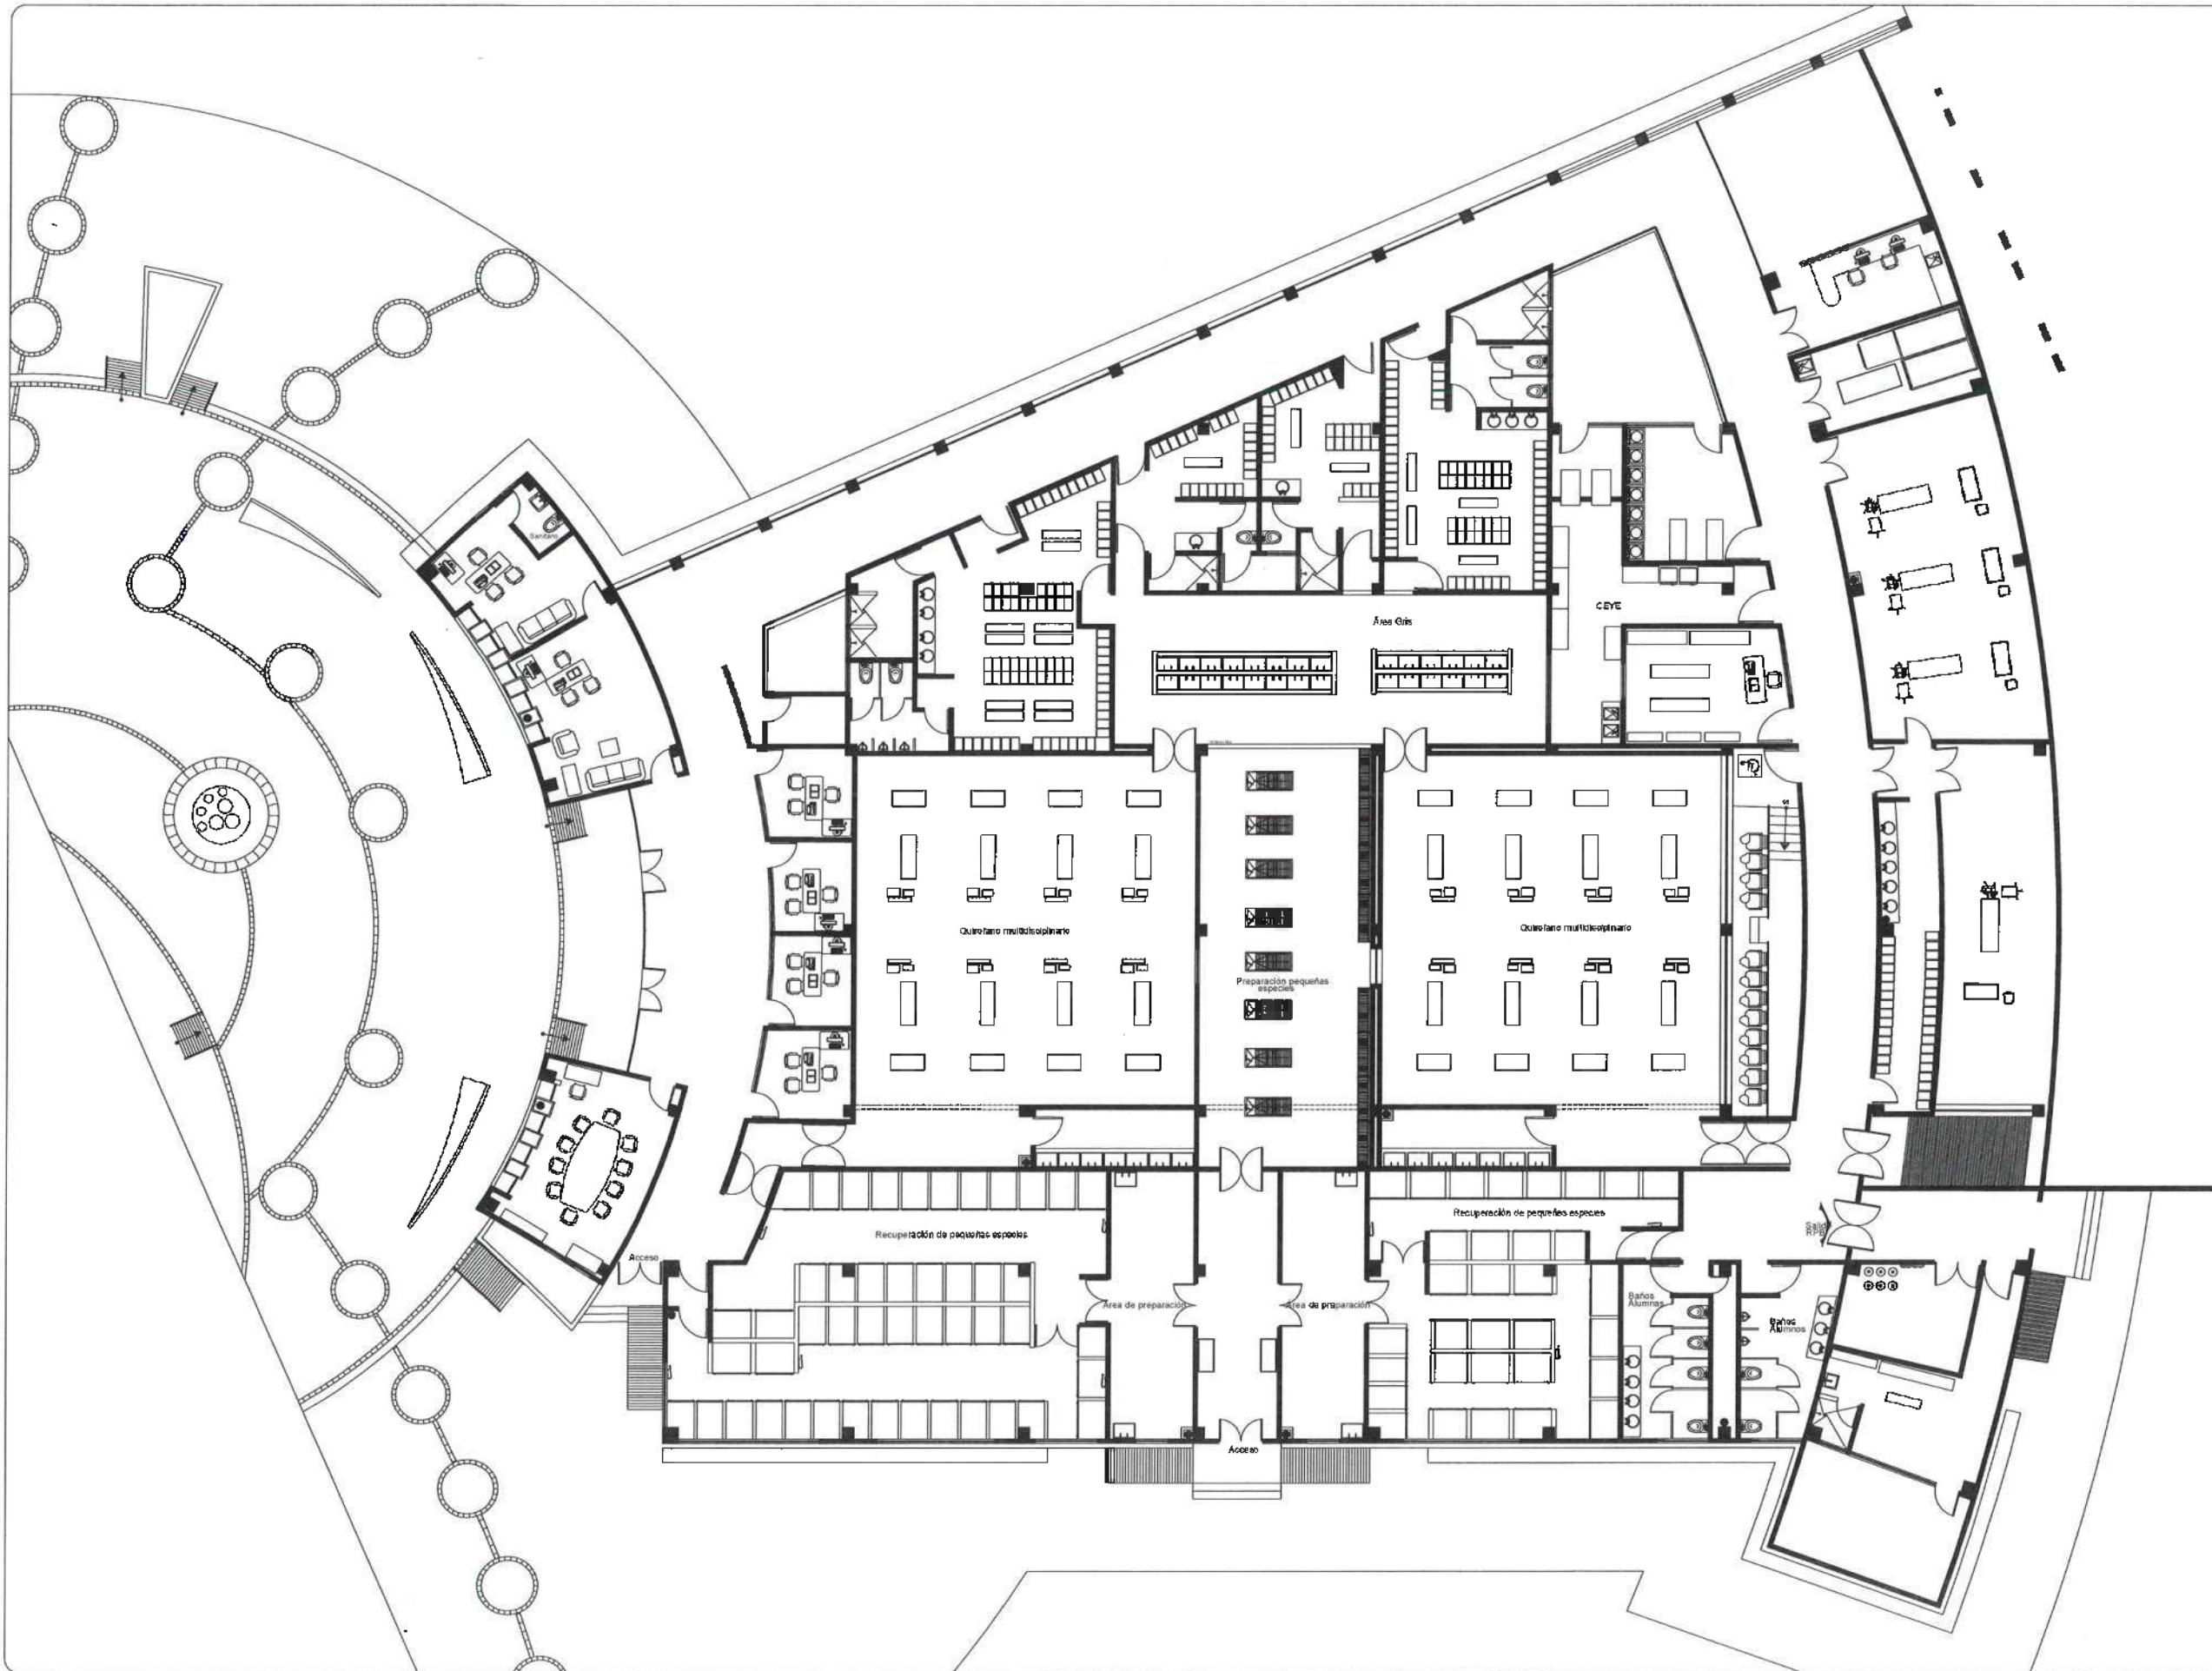 Sanitario
CEYE
Área Gris
Quirofano multidisciplinario
Quirofano multidisciplinario
Preparación pequeñas
especies
Recuperación de pequeñas especies
Recuperación de pequeñas especies
Acceso
Área de preparación
Área de preparación
Baños
Alumnas
Baños
Alumnos
Acceso